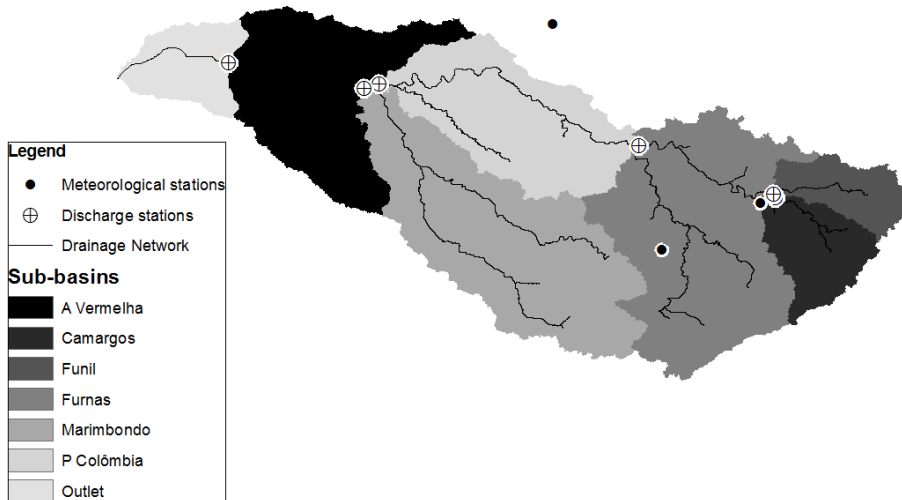 Legend
Meteorological stations
Discharge stations
Drainage Network
Sub-basins
A Vermelha
Camargos
Funil
Furnas
Marimbondo
P Colômbia
Outlet